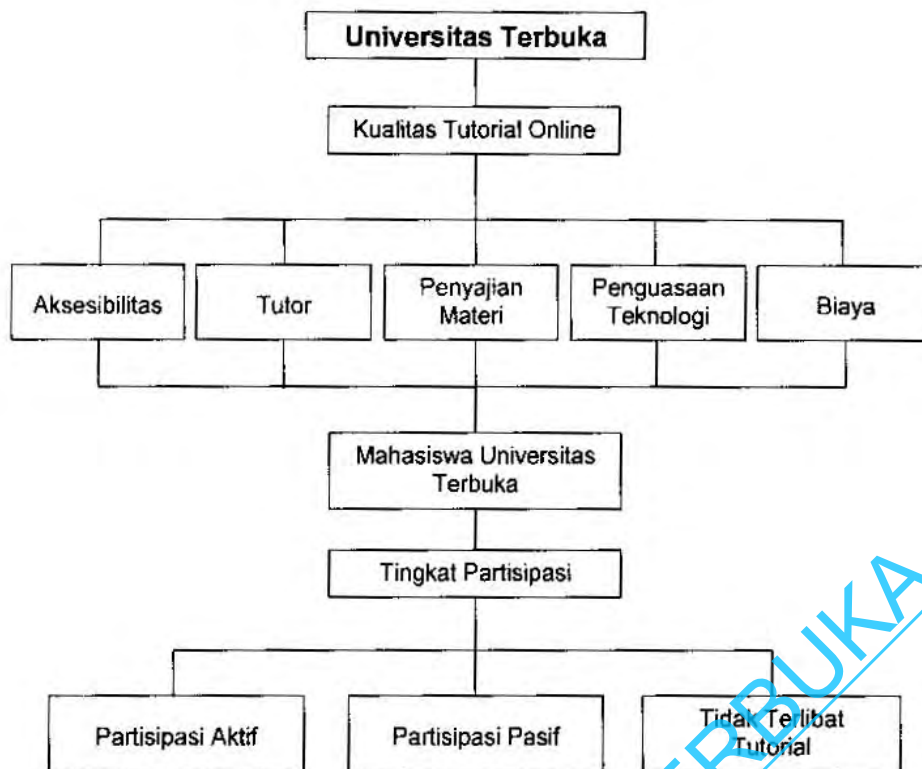 Universitas Terbuka
Kualitas Tutorial Online
Aksesibilitas
Tutor
Penyajian
Materi
Penguasaan
Teknologi
Biaya
Mahasiswa Universitas
Terbuka
Tingkat Partisipasi
Partisipasi Aktif
Partisipasi Pasif
Tidak Terlibat
Tutorial